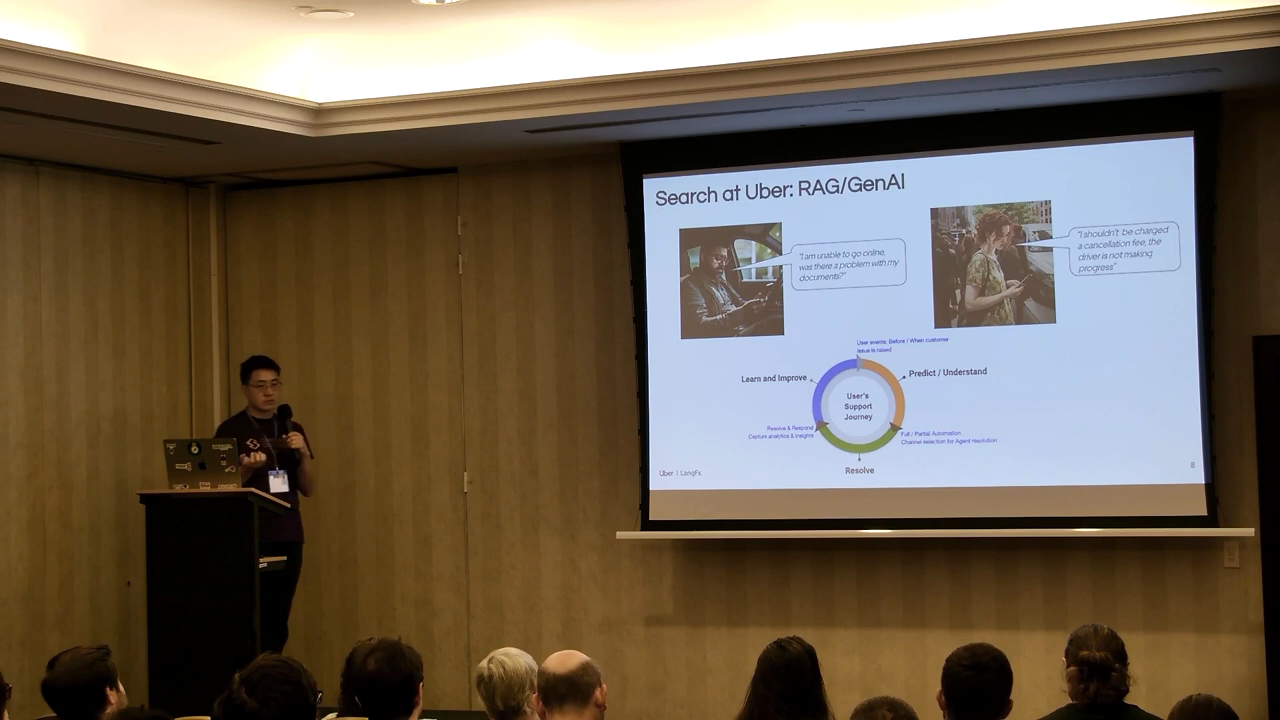 Search at Uber: RAG/GenAI
"I am unable to go online,
was there a problem with my
documents?"
"I shouldn't be charged
a cancellation fee, the
driver is not making
progress"
User events: Before / When customer
issue is raised
Learn and Improve
Predict / Understand
User's
Support
Journey
Resolve & Respond
Capture analytics & insights
Full / Partial Automation
Channel selection for Agent Resolution
Resolve
Uber | LangFx
8